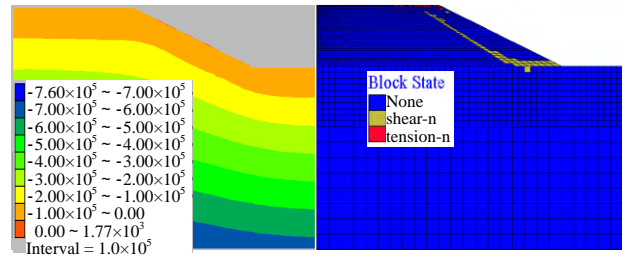 -7.60×10⁵ ~ -7.00×10⁵
-7.00×10⁵ ~ -6.00×10⁵
-6.00×10⁵ ~ -5.00×10⁵
-5.00×10⁵ ~ -4.00×10⁵
-4.00×10⁵ ~ -3.00×10⁵
-3.00×10⁵ ~ -2.00×10⁵
-2.00×10⁵ ~ -1.00×10⁵
-1.00×10⁵ ~ 0.00
0.00 ~ 1.77×10³
Interval = 1.0×10⁵
Block State
None
shear-n
tension-n